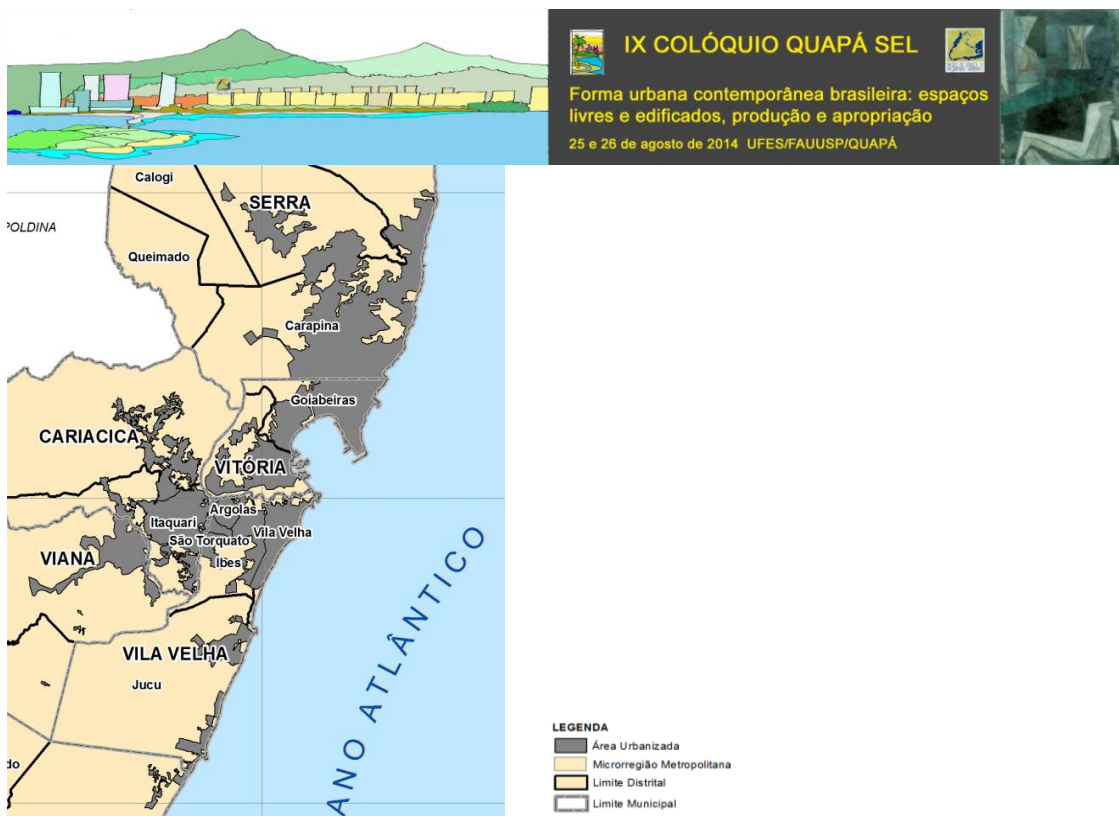 IX COLÓQUIO QUAPÁ SEL
Forma urbana contemporânea brasileira: espaços
livres e edificados, produção e apropriação
25 e 26 de agosto de 2014 UFES/FAUUSP/QUAPÁ
Calogi
SERRA
POLDINA
Queimado
Carapina
Goiabeiras
CARIACICA
VITÓRIA
Argolas
Itaquari
Vila Velha
São Torquato
VIANA
Ibes
VILA VELHA
Jucu
do
ANO ATLÂNTICO
LEGENDA
Área Urbanizada
Microrregião Metropolitana
Limite Distrital
Limite Municipal